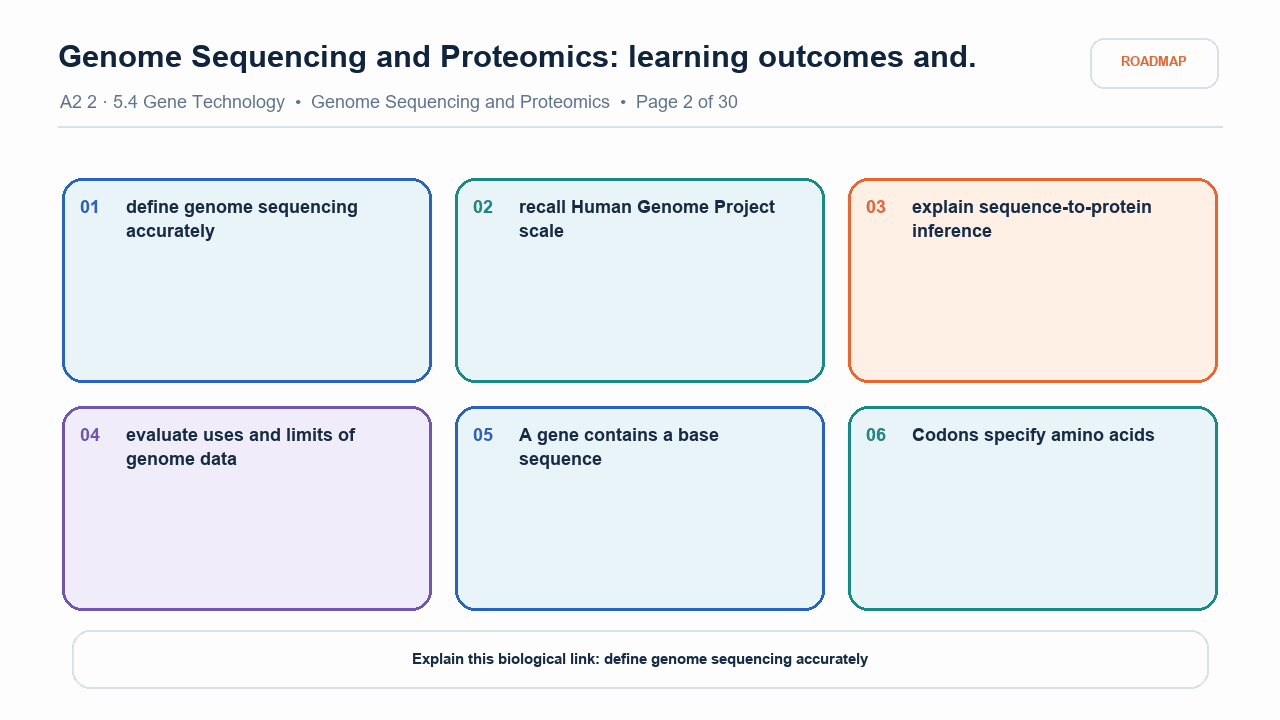 Genome Sequencing and Proteomics: learning outcomes and.
ROADMAP
A2 2 · 5.4 Gene Technology • Genome Sequencing and Proteomics • Page 2 of 30
01 define genome sequencing
accurately
02 recall Human Genome Project
scale
03 explain sequence-to-protein
inference
04 evaluate uses and limits of
genome data
05 A gene contains a base
sequence
06 Codons specify amino acids
Explain this biological link: define genome sequencing accurately